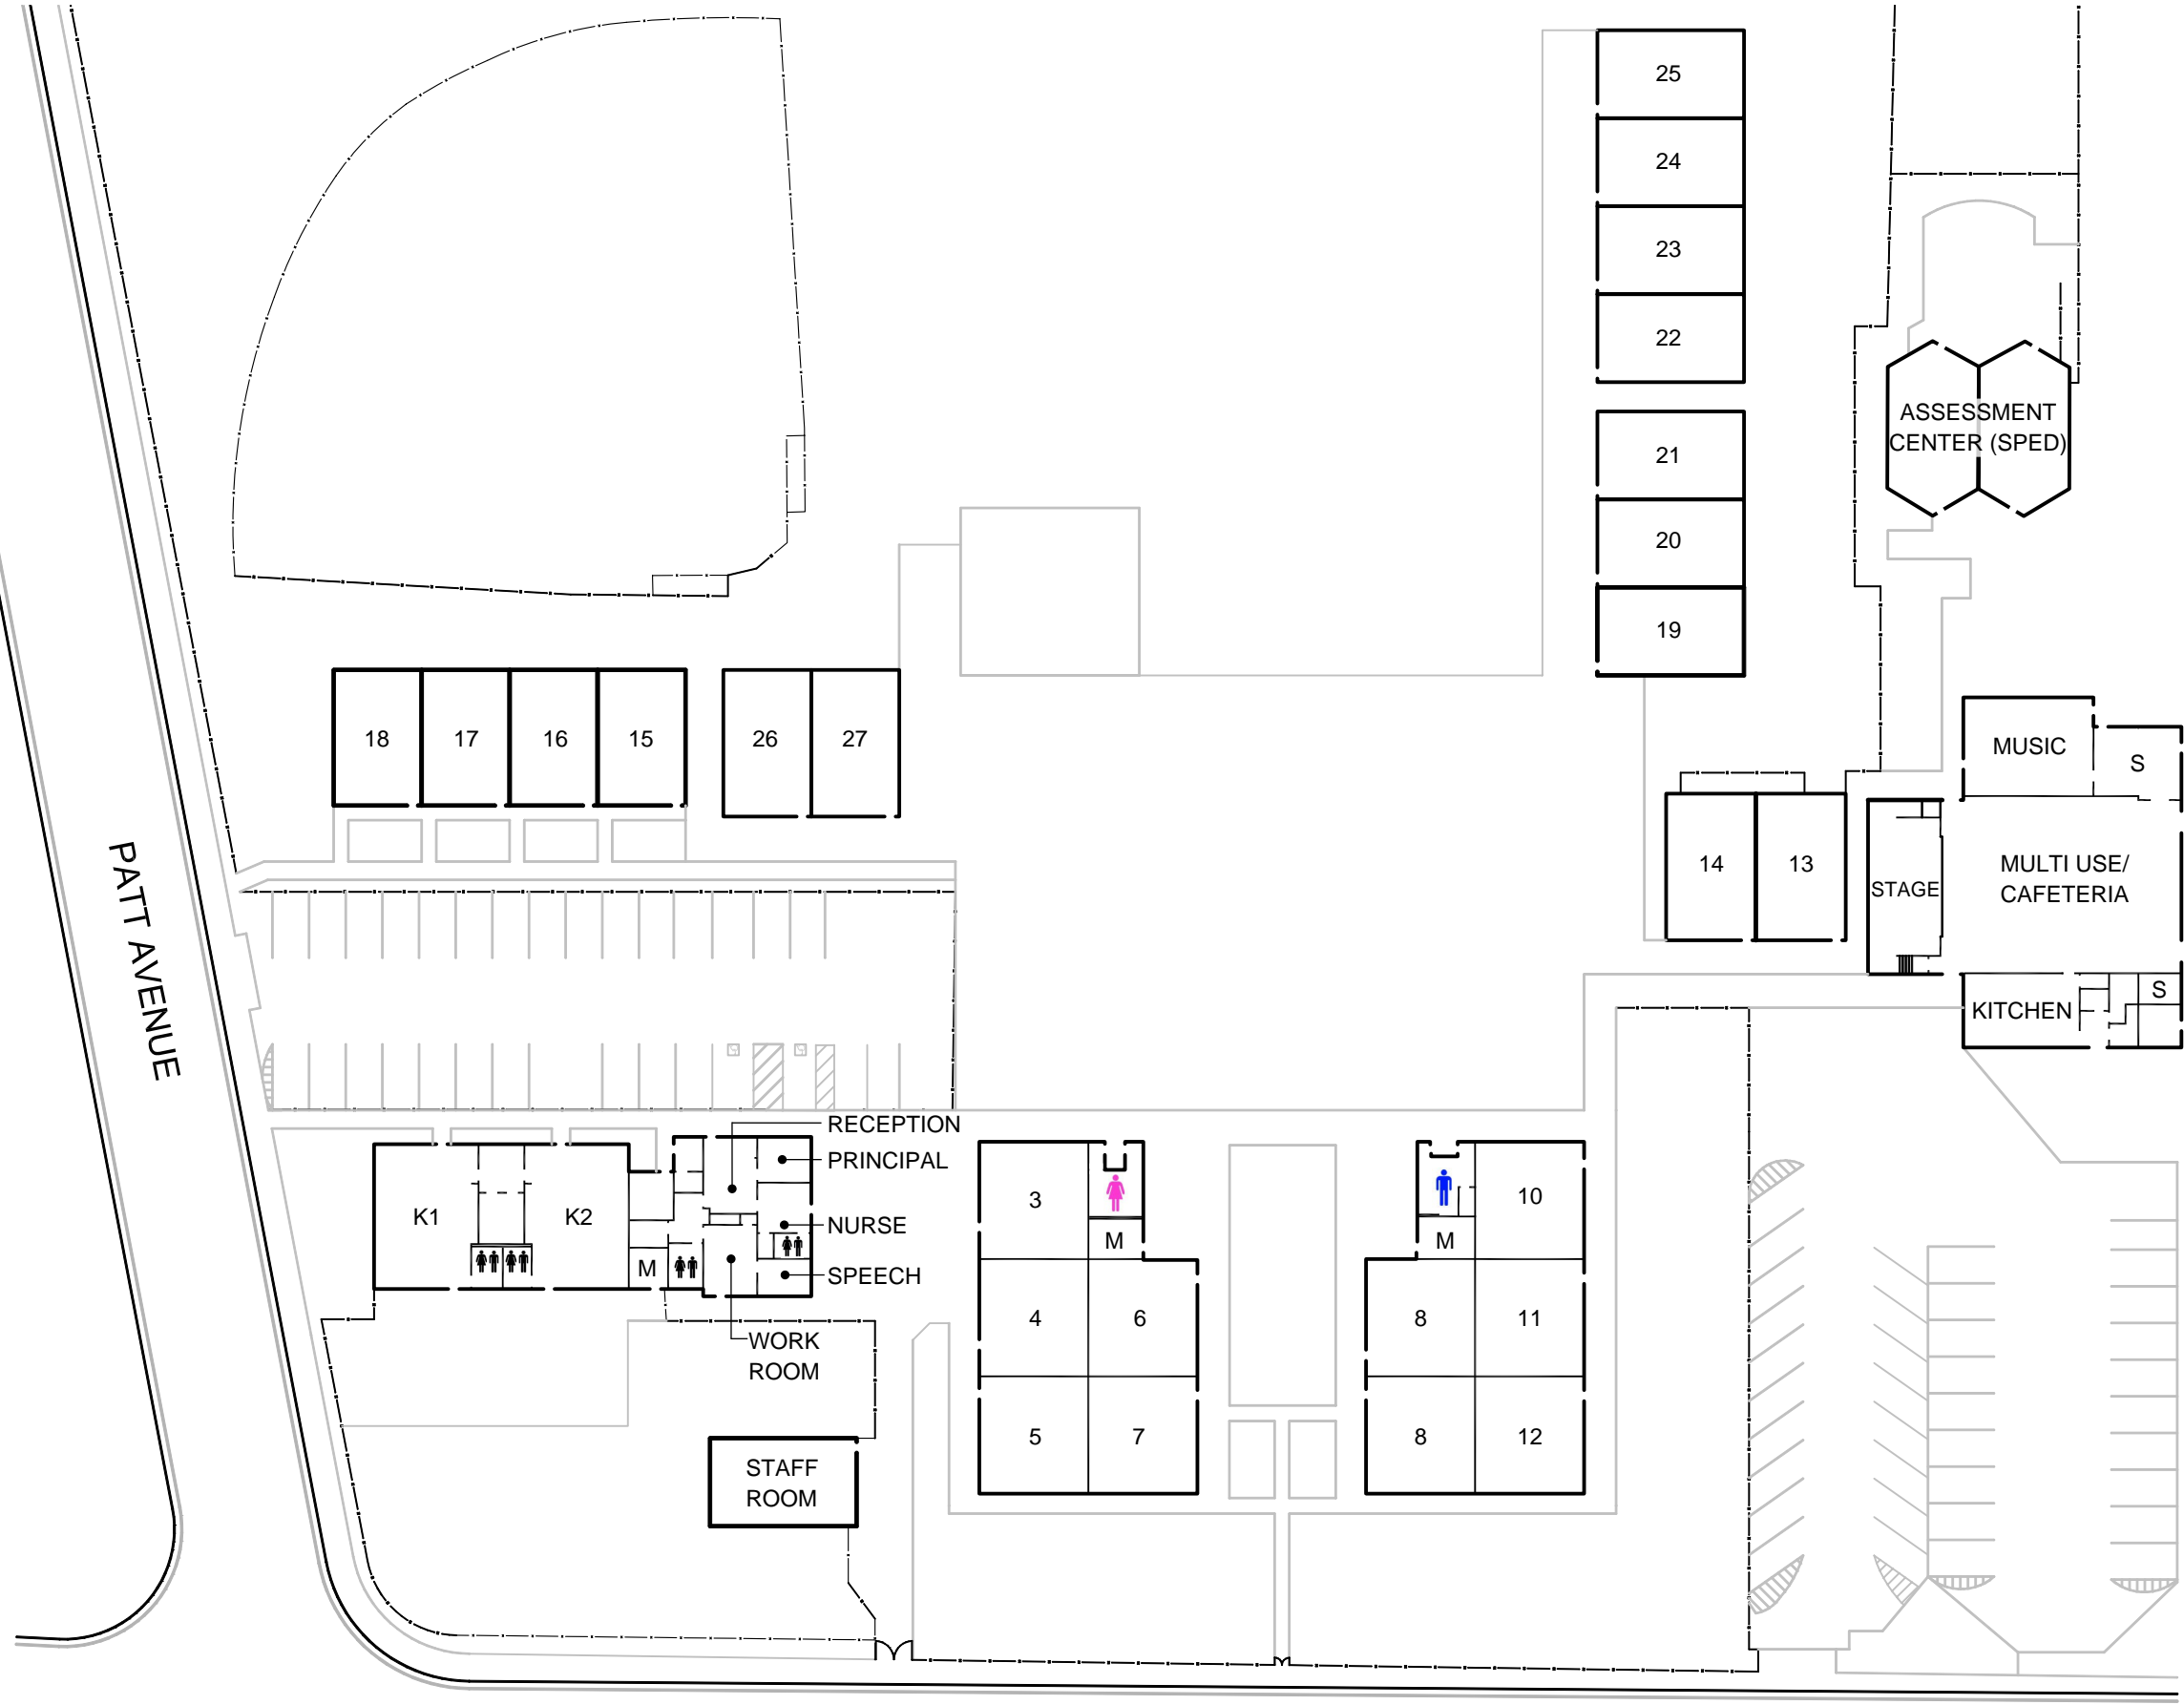 25
24
23
22
ASSESSMENT
CENTER (SPED)
21
20
19
18
17
16
15
26
27
MUSIC
S
14
13
STAGE
MULTI USE/
CAFETERIA
KITCHEN
S
PATT AVENUE
RECEPTION
PRINCIPAL
NURSE
SPEECH
WORK
ROOM
K1
K2
M
3
M
4
6
5
7
10
M
8
11
8
12
STAFF
ROOM